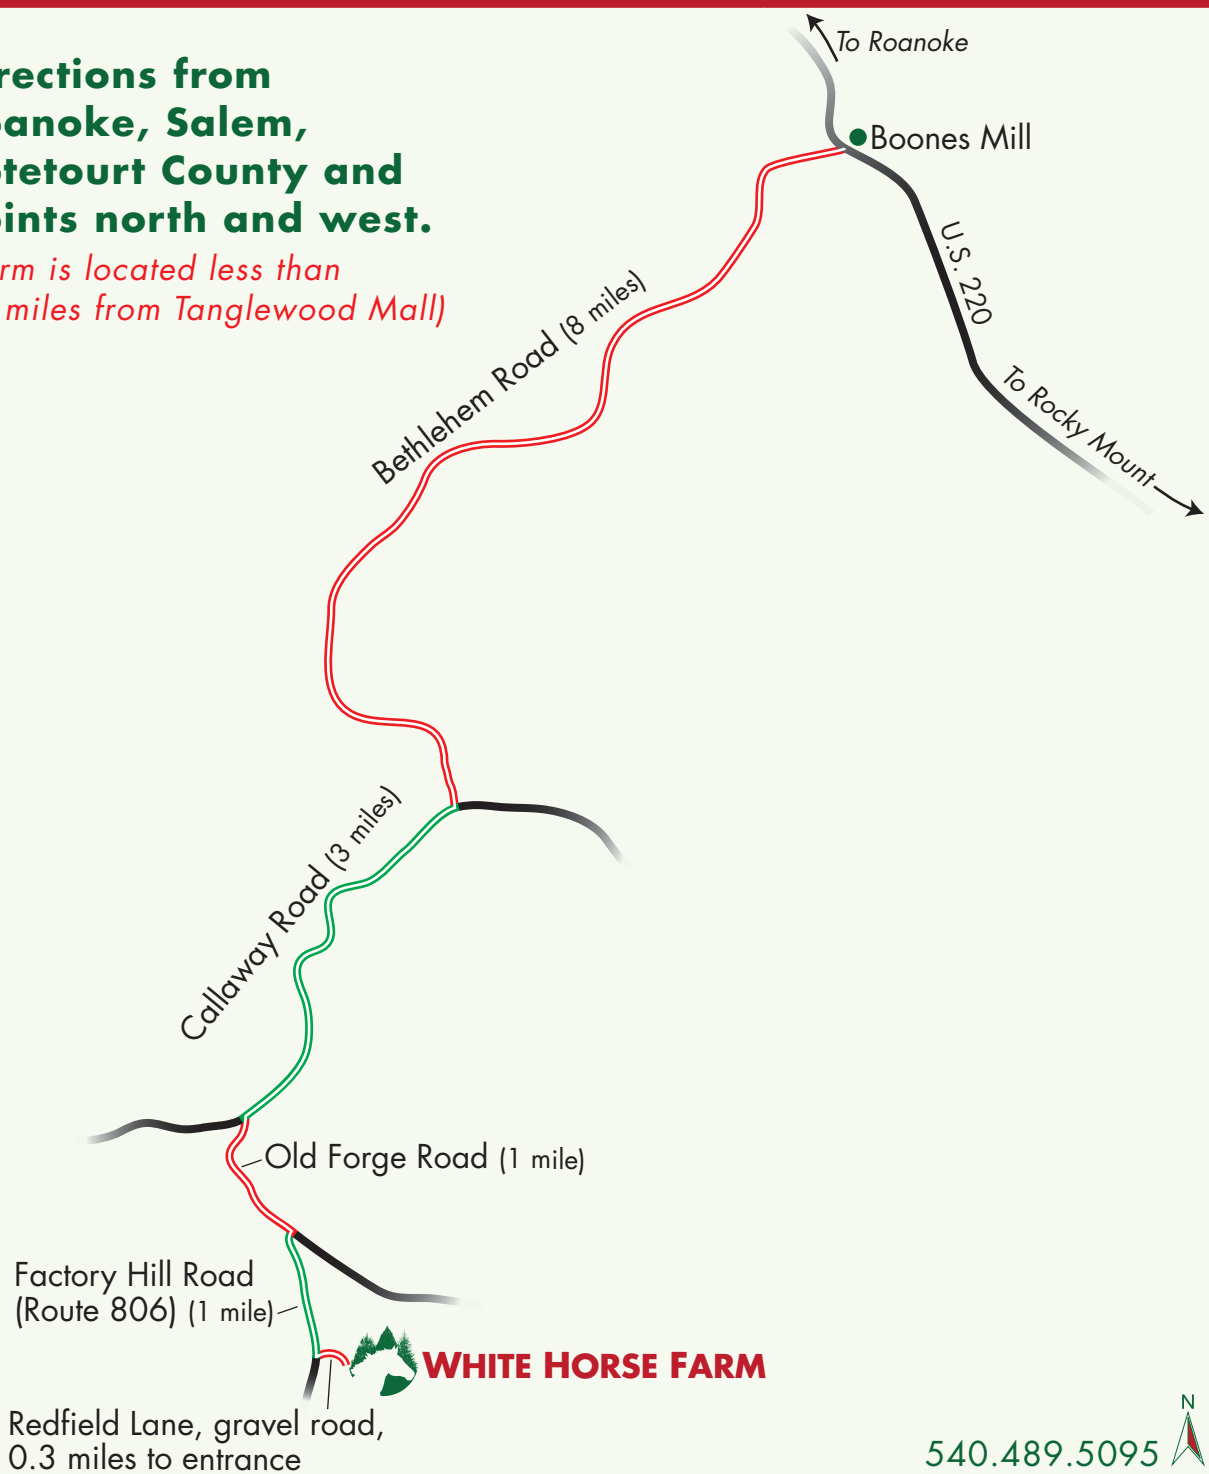 rections from
anoke, Salem,
tetourt County and
ints north and west.
rm is located less than
miles from Tanglewood Mall)
To Roanoke
Boones Mill
U.S. 220
To Rocky Mount
Bethlehem Road (8 miles)
Callaway Road (3 miles)
Old Forge Road (1 mile)
Factory Hill Road
(Route 806) (1 mile)
WHITE HORSE FARM
Redfield Lane, gravel road,
0.3 miles to entrance
540.489.5095
N